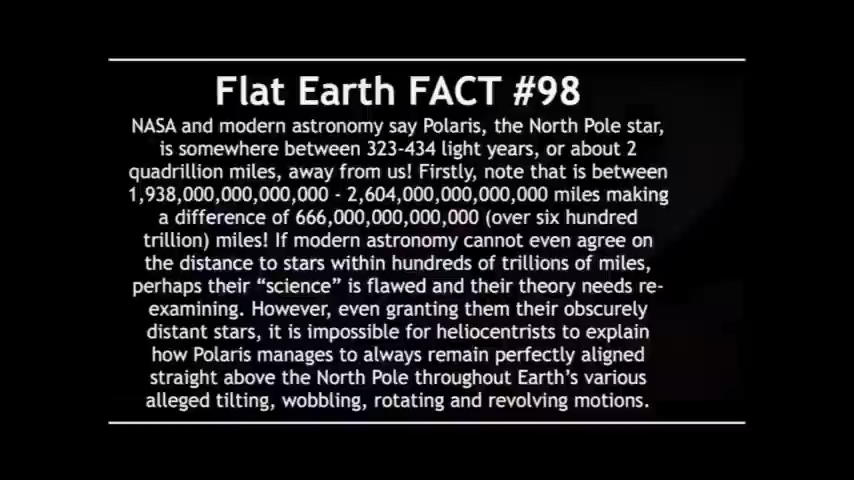 Flat Earth FACT #98
NASA and modern astronomy say Polaris, the North Pole star,
is somewhere between 323-434 light years, or about 2
quadrillion miles, away from us! Firstly, note that is between
1,938,000,000,000,000 - 2,604,000,000,000,000 miles making
a difference of 666,000,000,000,000 (over six hundred
trillion) miles! If modern astronomy cannot even agree on
the distance to stars within hundreds of trillions of miles,
perhaps their “science” is flawed and their theory needs re-
examining. However, even granting them their obscurely
distant stars, it is impossible for heliocentrists to explain
how Polaris manages to always remain perfectly aligned
straight above the North Pole throughout Earth’s various
alleged tilting, wobbling, rotating and revolving motions.